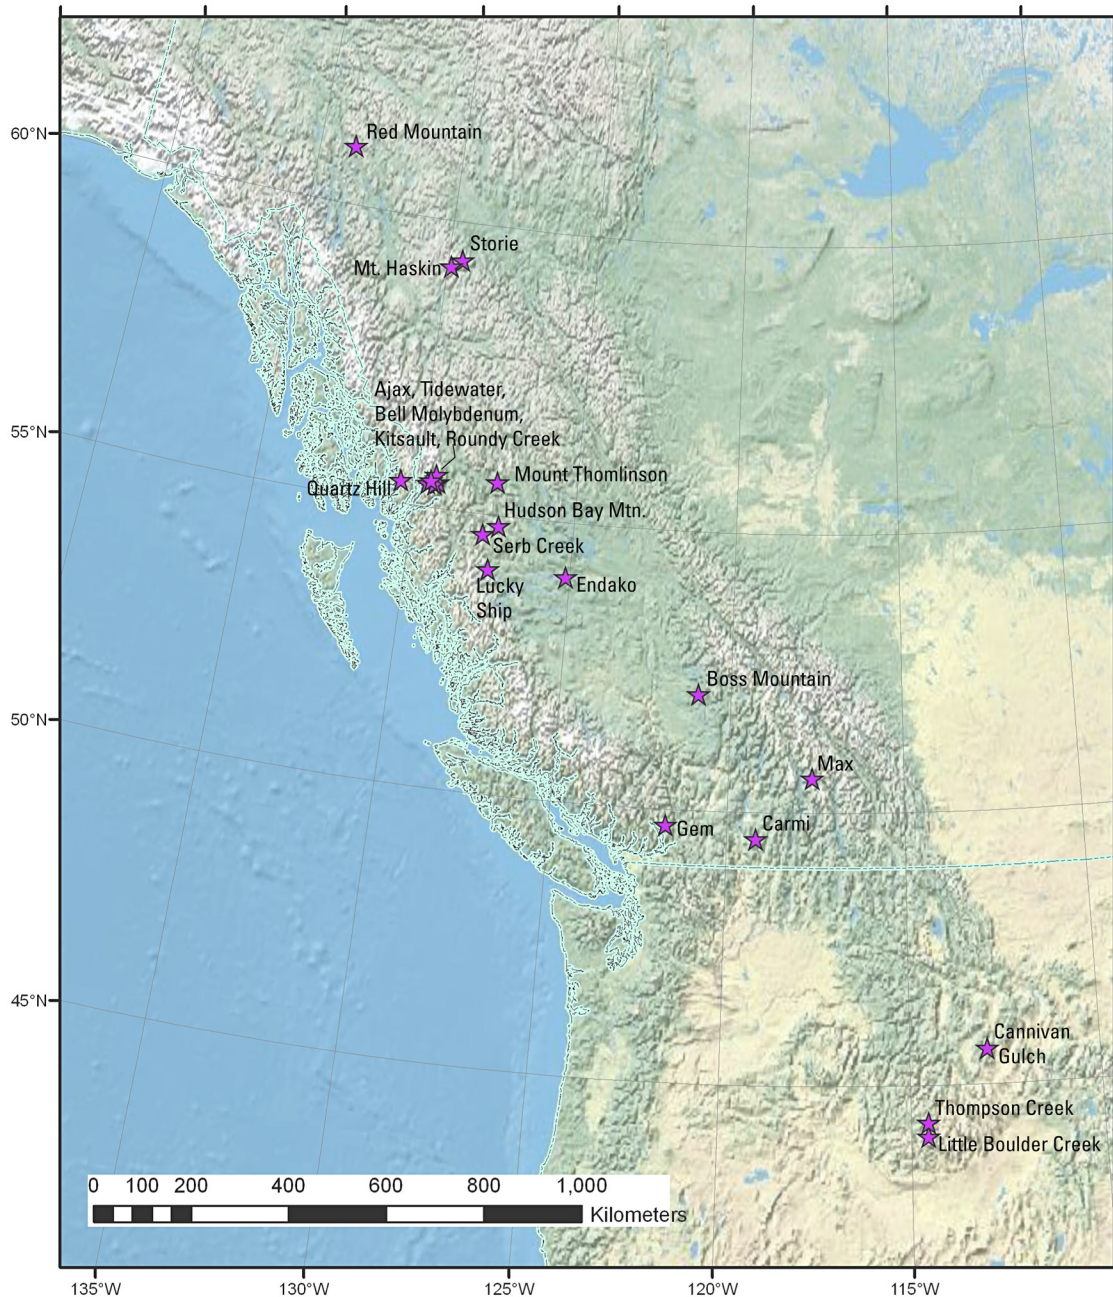 60°N
Red Mountain
Storie
Mt. Haskin
Ajax, Tidewater,
Bell Molybdenum,
Kitsault, Roundy Creek
55°N
Quartz Hill
Mount Thomlinson
Hudson Bay Mtn.
Serb Creek
Lucky
Ship
Endako
Boss Mountain
50°N
Max
Gem
Carmi
45°N
Cannivan
Gulch
Thompson Creek
Little Boulder Creek
0 100 200 400 600 800 1,000
Kilometers
135°W 130°W 125°W 120°W 115°W